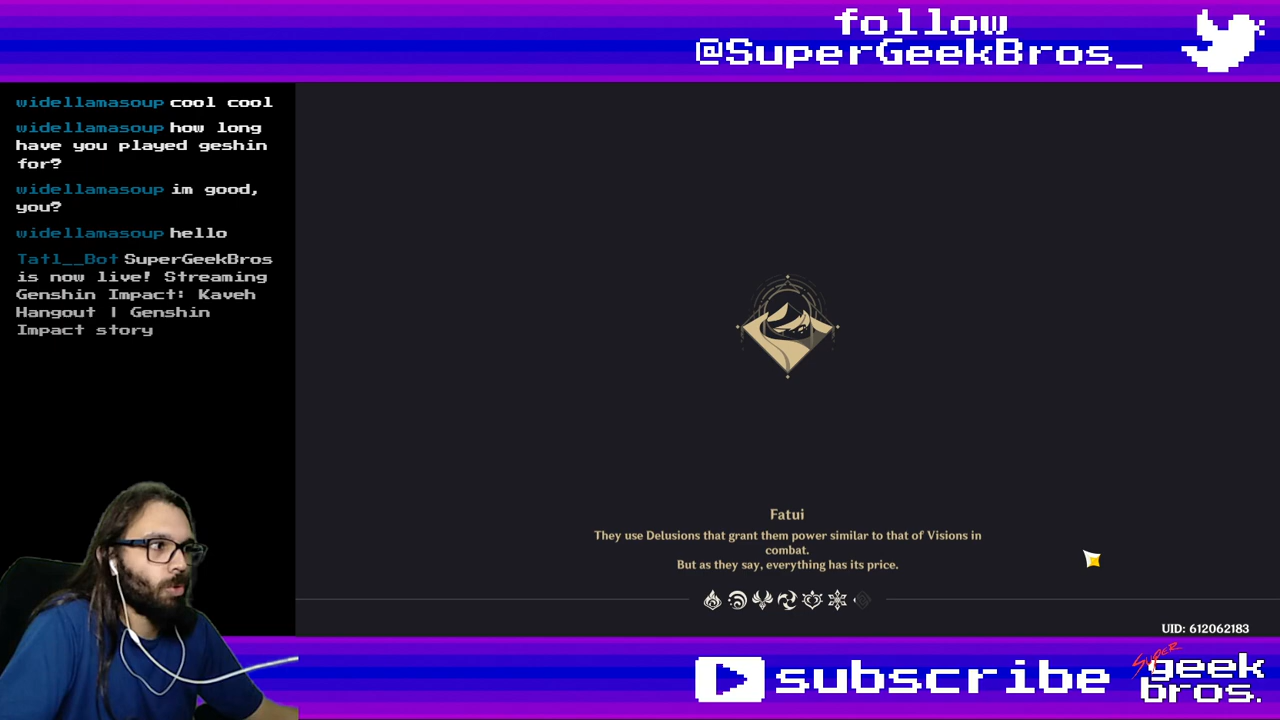 follow
@SuperGeekBros_
widellamasoup cool cool
widellamasoup how long
have you played geshin
for?
widellamasoup im good,
you?
widellamasoup hello
Tatl__Bot SuperGeekBros
is now live! Streaming
Genshin Impact: Kaveh
Hangout | Genshin
Impact story
Fatui
They use Delusions that grant them power similar to that of Visions in
combat.
But as they say, everything has its price.
UID: 612062183
subscribe
SUPER
geek
bros.